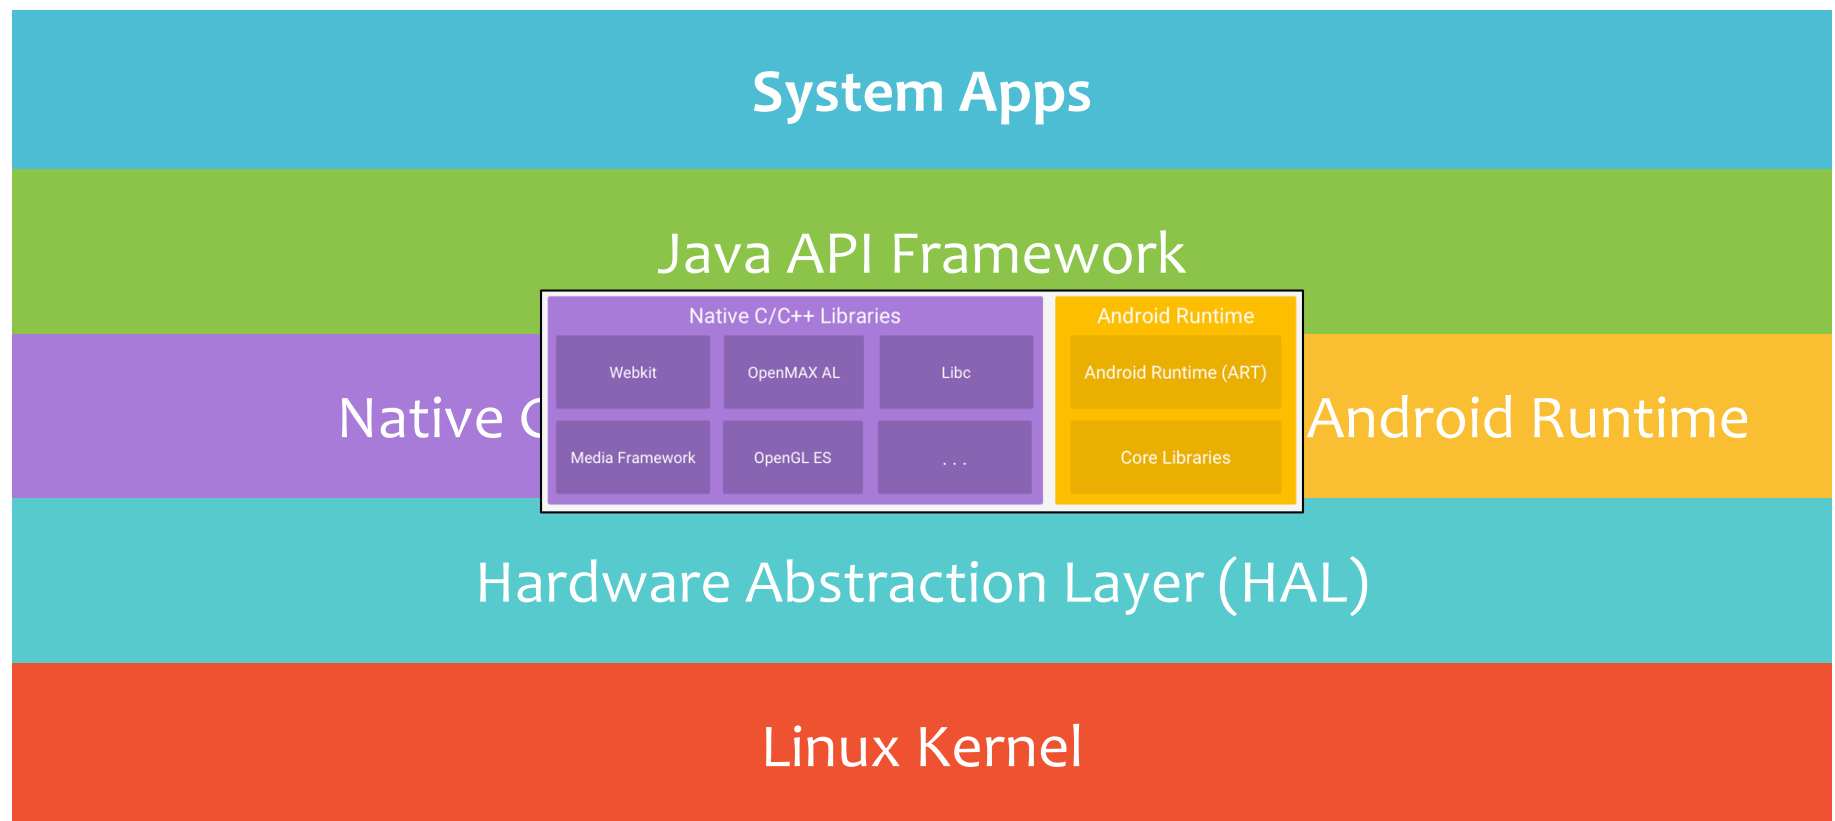 System Apps
Java API Framework
Native C/C++ Libraries
Android Runtime
Webkit
OpenMAX AL
Libc
Android Runtime (ART)
Media Framework
OpenGL ES
. . .
Core Libraries
Native
Android Runtime
Hardware Abstraction Layer (HAL)
Linux Kernel